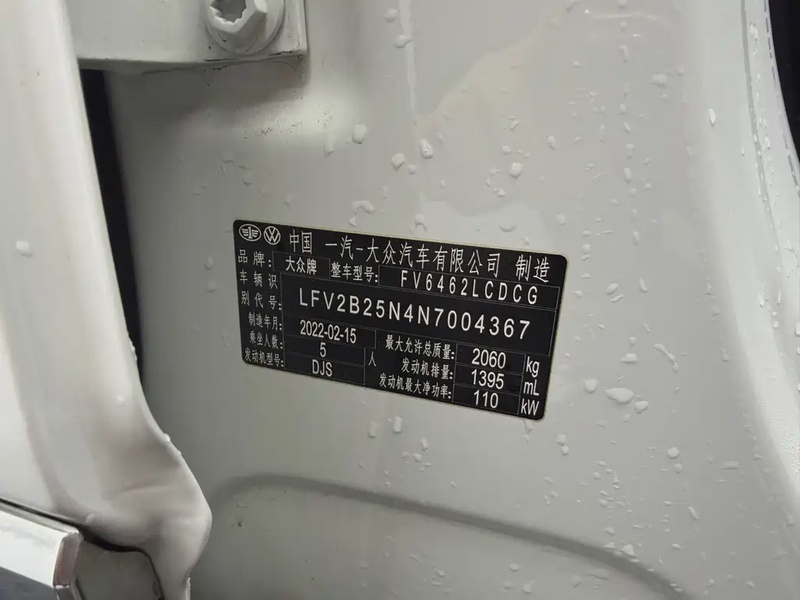 中国 一汽-大众汽车有限公司 制造
品牌: 大众牌 整车型号: FV6462LCDCG
车辆识别代号: LFV2B25N4N7004367
制造年月: 2022-02-15 最大允许总质量: 2060 kg
乘坐人数: 5 人 发动机排量: 1395 mL
发动机型号: DJS 发动机最大净功率: 110 kW